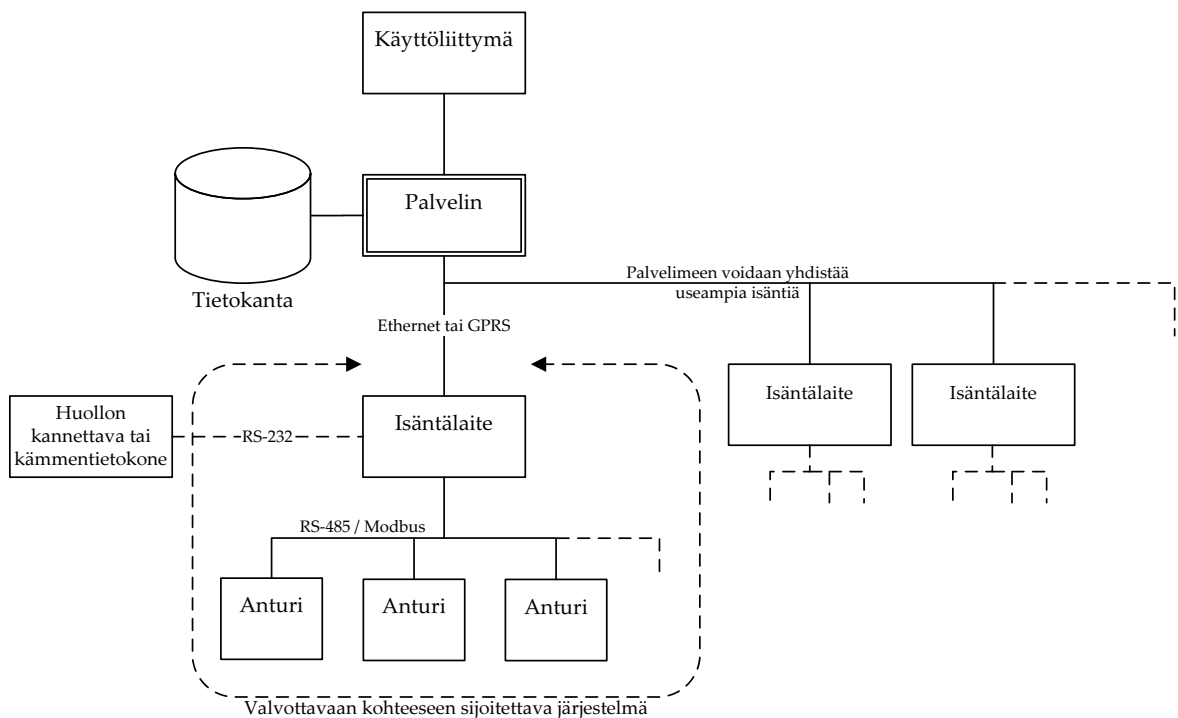 Käyttöliittymä
Palvelin
Tietokanta
Palvelimeen voidaan yhdistää
useampia isäntiä
Ethernet tai GPRS
Huollon
kannettava tai
kämmentietokone
RS-232
Isäntälaite
Isäntälaite
Isäntälaite
RS-485 / Modbus
Anturi
Anturi
Anturi
Valvottavaan kohteeseen sijoitettava järjestelmä